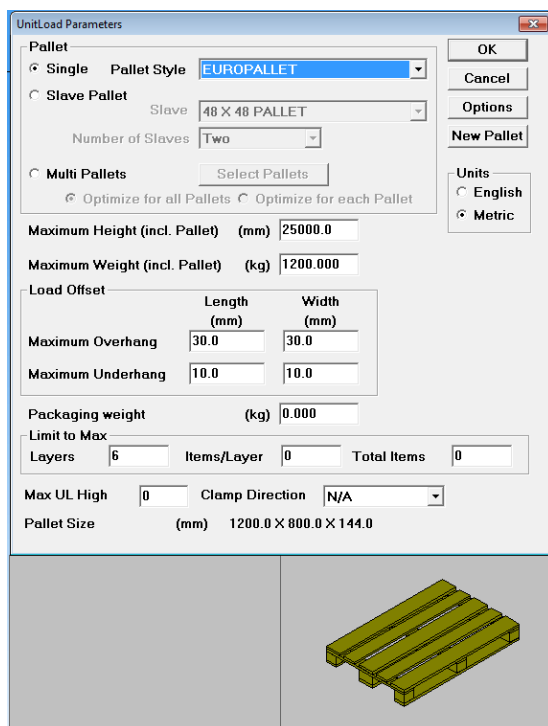 UnitLoad Parameters
Pallet
Single Pallet Style EUROPALLET
OK
Slave Pallet
Cancel
Slave 48 X 48 PALLET
Options
Number of Slaves Two
New Pallet
Multi Pallets Select Pallets
Optimize for all Pallets Optimize for each Pallet
Units
English
Metric
Maximum Height (incl. Pallet) (mm) 25000.0
Maximum Weight (incl. Pallet) (kg) 1200.000
Load Offset
Length Width
(mm) (mm)
Maximum Overhang 30.0 30.0
Maximum Underhang 10.0 10.0
Packaging weight (kg) 0.000
Limit to Max
Layers 6 Items/Layer 0 Total Items 0
Max UL High 0 Clamp Direction N/A
Pallet Size (mm) 1200.0 X 800.0 X 144.0